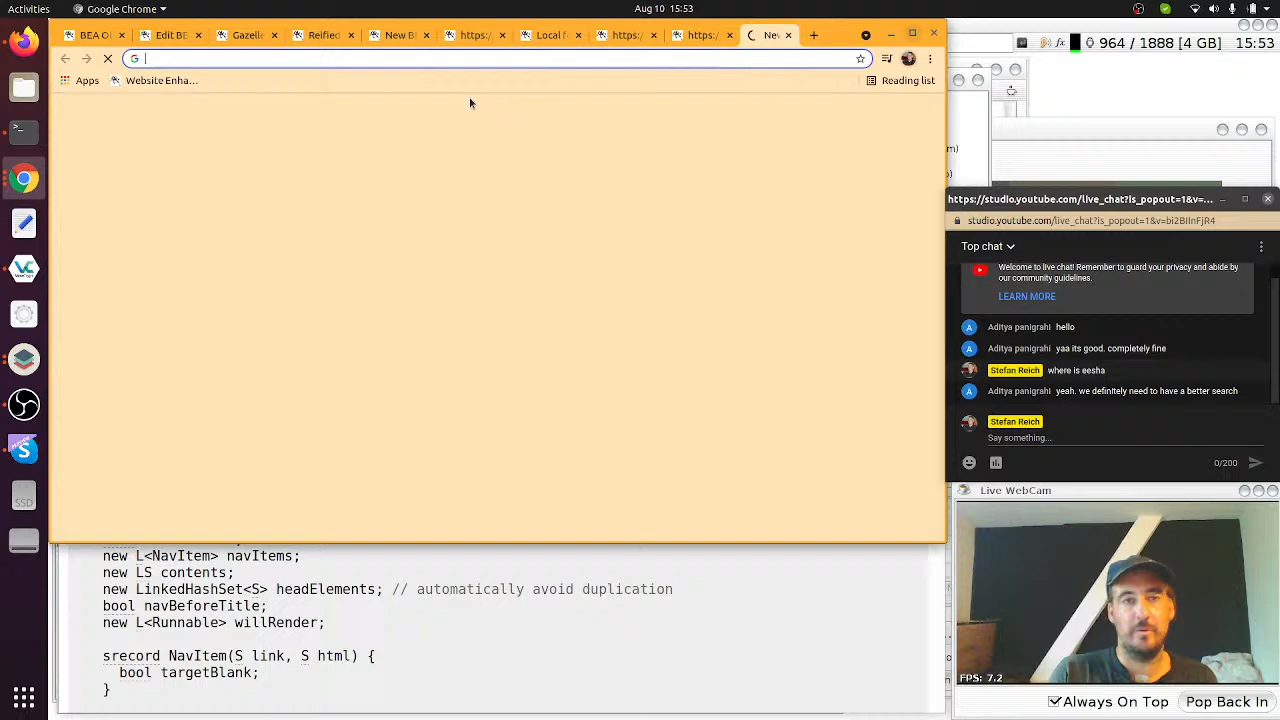 Activities
Google Chrome
Aug 10 15:53
BEA O
Edit BE
Gazelle
Reified
New B
https:/
Local f
https:/
https:/
Nev
964 / 1888 [4 GB]
15:53
G
Apps
Website Enha…
Reading list
https://studio.youtube.com/live_chat?is_popout=1&v=…
studio.youtube.com/live_chat?is_popout=1&v=bi2BIInFjR4
Top chat
Welcome to live chat! Remember to guard your privacy and abide by
our community guidelines.
LEARN MORE
A Aditya panigrahi hello
A Aditya panigrahi yaa its good. completely fine
Stefan Reich where is eesha
A Aditya panigrahi yeah. we definitely need to have a better search
Stefan Reich
Say something...
0/200
Live WebCam
FPS: 7.2
Always On Top
Pop Back In
SSD
new L<NavItem> navItems;
new LS contents;
new LinkedHashSet<S> headElements; // automatically avoid duplication
bool navBeforeTitle;
new L<Runnable> willRender;
srecord NavItem(S link, S html) {
bool targetBlank;
}